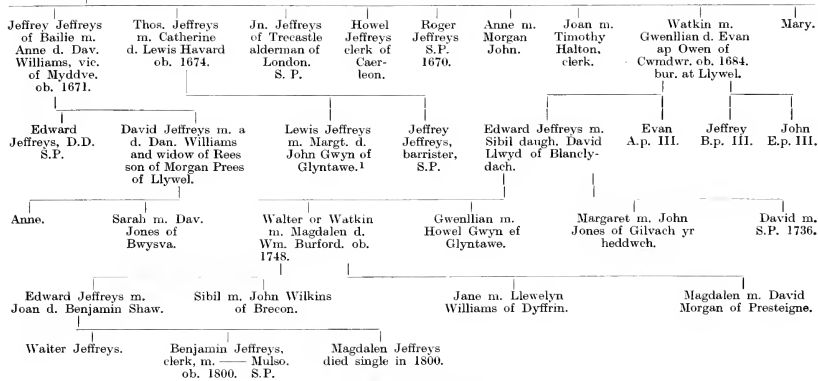 Jeffrey Jeffreys
of Bailie m.
Anne d. Dav.
Williams, vic.
of Myddve.
ob. 1671.
Thos. Jeffreys
m. Catherine
d. Lewis Havard
ob. 1674.
Jn. Jeffreys
of Trecastle
alderman of
London.
S. P.
Howel
Jeffreys
clerk of
Caer-
leon.
Roger
Jeffreys
S.P.
1670.
Anne m.
Morgan
John.
Joan m.
Timothy
Halton,
clerk.
Watkin m.
Gwenllian d. Evan
ap Owen of
Cwmdwr. ob. 1684.
bur. at Llywel.
Mary.
Edward
Jeffreys, D.D.
S.P.
David Jeffreys m. a
d. Dan. Williams
and widow of Rees
son of Morgan Prees
of Llywel.
Lewis Jeffreys
m. Margt. d.
John Gwyn of
Glyntawe.¹
Jeffrey
Jeffreys,
barrister,
S.P.
Edward Jeffreys m.
Sibil daugh. David
Llwyd of Blancly-
dach.
Evan
A.p. III.
Jeffrey
B.p. III.
John
E.p. III.
Anne.
Sarah m. Dav.
Jones of
Bwysva.
Walter or Watkin
m. Magdalen d.
Wm. Burford. ob.
1748.
Gwenllian m.
Howel Gwyn ef
Glyntawe.
Margaret m. John
Jones of Gilvach yr
heddwch.
David m.
S.P. 1736.
Edward Jeffreys m.
Joan d. Benjamin Shaw.
Sibil m. John Wilkins
of Brecon.
Jane m. Llewelyn
Williams of Dyffrin.
Magdalen m. David
Morgan of Presteigne.
Walter Jeffreys.
Benjamin Jeffreys,
clerk, m. —— Mulso.
ob. 1800. S.P.
Magdalen Jeffreys
died single in 1800.